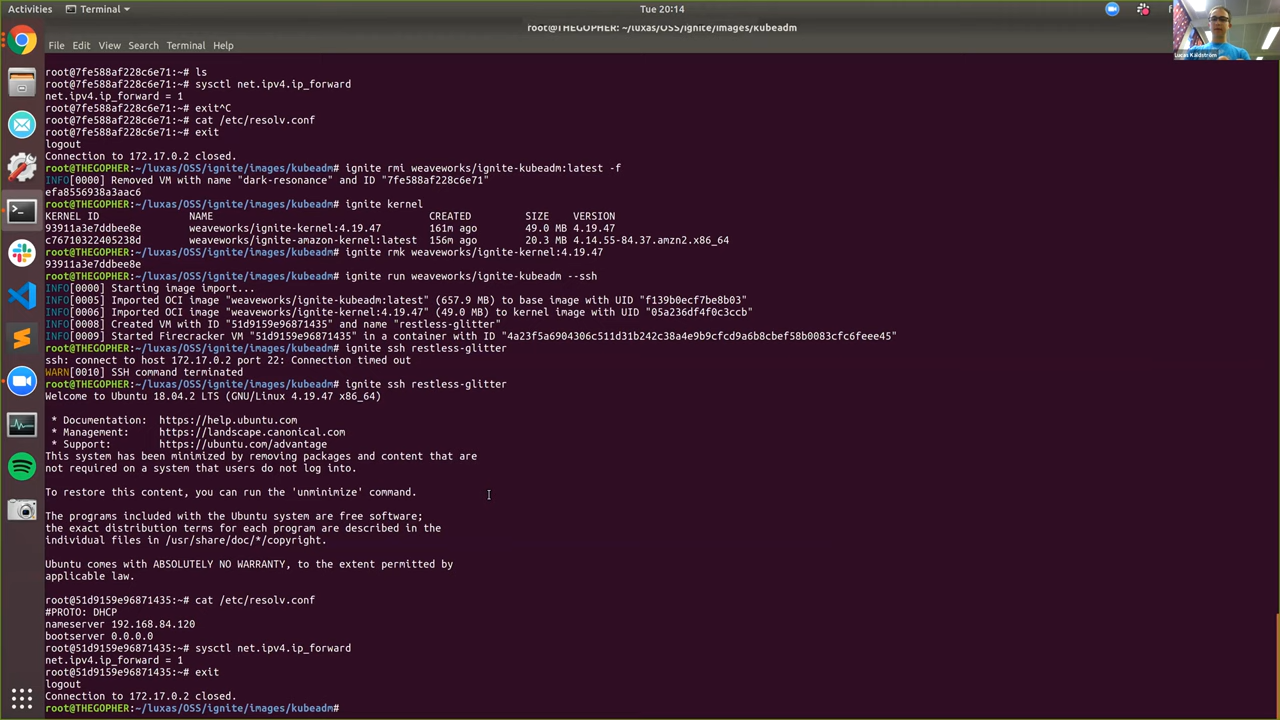 Activities
Terminal
Tue 20:14
root@THEGOPHER: ~/luxas/OSS/ignite/images/kubeadm
File Edit View Search Terminal Help
Lucas Käldström
root@7fe588af228c6e71:~# ls
root@7fe588af228c6e71:~# sysctl net.ipv4.ip_forward
net.ipv4.ip_forward = 1
root@7fe588af228c6e71:~# exit^C
root@7fe588af228c6e71:~# cat /etc/resolv.conf
root@7fe588af228c6e71:~# exit
logout
Connection to 172.17.0.2 closed.
root@THEGOPHER:~/luxas/OSS/ignite/images/kubeadm# ignite rmi weaveworks/ignite-kubeadm:latest -f
INFO[0000] Removed VM with name "dark-resonance" and ID "7fe588af228c6e71"
efa8556938a3aac6
root@THEGOPHER:~/luxas/OSS/ignite/images/kubeadm# ignite kernel
KERNEL ID NAME CREATED SIZE VERSION
93911a3e7ddbee8e weaveworks/ignite-kernel:4.19.47 161m ago 49.0 MB 4.19.47
c76710322405238d weaveworks/ignite-amazon-kernel:latest 156m ago 20.3 MB 4.14.55-84.37.amzn2.x86_64
root@THEGOPHER:~/luxas/OSS/ignite/images/kubeadm# ignite rmk weaveworks/ignite-kernel:4.19.47
93911a3e7ddbee8e
root@THEGOPHER:~/luxas/OSS/ignite/images/kubeadm# ignite run weaveworks/ignite-kubeadm --ssh
INFO[0000] Starting image import...
INFO[0005] Imported OCI image "weaveworks/ignite-kubeadm:latest" (657.9 MB) to base image with UID "f139b0ecf7be8b03"
INFO[0006] Imported OCI image "weaveworks/ignite-kernel:4.19.47" (49.0 MB) to kernel image with UID "05a236df4f0c3ccb"
INFO[0008] Created VM with ID "51d9159e96871435" and name "restless-glitter"
INFO[0010] Started Firecracker VM "51d9159e96871435" in a container with ID "4a23f5a6904306c511d31b242c38a4e9b9cfcd9a6b8cbef58b0083cfc6feee45"
root@THEGOPHER:~/luxas/OSS/ignite/images/kubeadm# ignite ssh restless-glitter
ssh: connect to host 172.17.0.2 port 22: Connection timed out
WARN[0010] SSH command terminated
root@THEGOPHER:~/luxas/OSS/ignite/images/kubeadm# ignite ssh restless-glitter
Welcome to Ubuntu 18.04.2 LTS (GNU/Linux 4.19.47 x86_64)
* Documentation: https://help.ubuntu.com
* Management: https://landscape.canonical.com
* Support: https://ubuntu.com/advantage
This system has been minimized by removing packages and content that are
not required on a system that users do not log into.
To restore this content, you can run the 'unminimize' command.
The programs included with the Ubuntu system are free software;
the exact distribution terms for each program are described in the
individual files in /usr/share/doc/*/copyright.
Ubuntu comes with ABSOLUTELY NO WARRANTY, to the extent permitted by
applicable law.
root@51d9159e96871435:~# cat /etc/resolv.conf
#PROTO: DHCP
nameserver 192.168.84.120
bootserver 0.0.0.0
root@51d9159e96871435:~# sysctl net.ipv4.ip_forward
net.ipv4.ip_forward = 1
root@51d9159e96871435:~# exit
logout
Connection to 172.17.0.2 closed.
root@THEGOPHER:~/luxas/OSS/ignite/images/kubeadm#